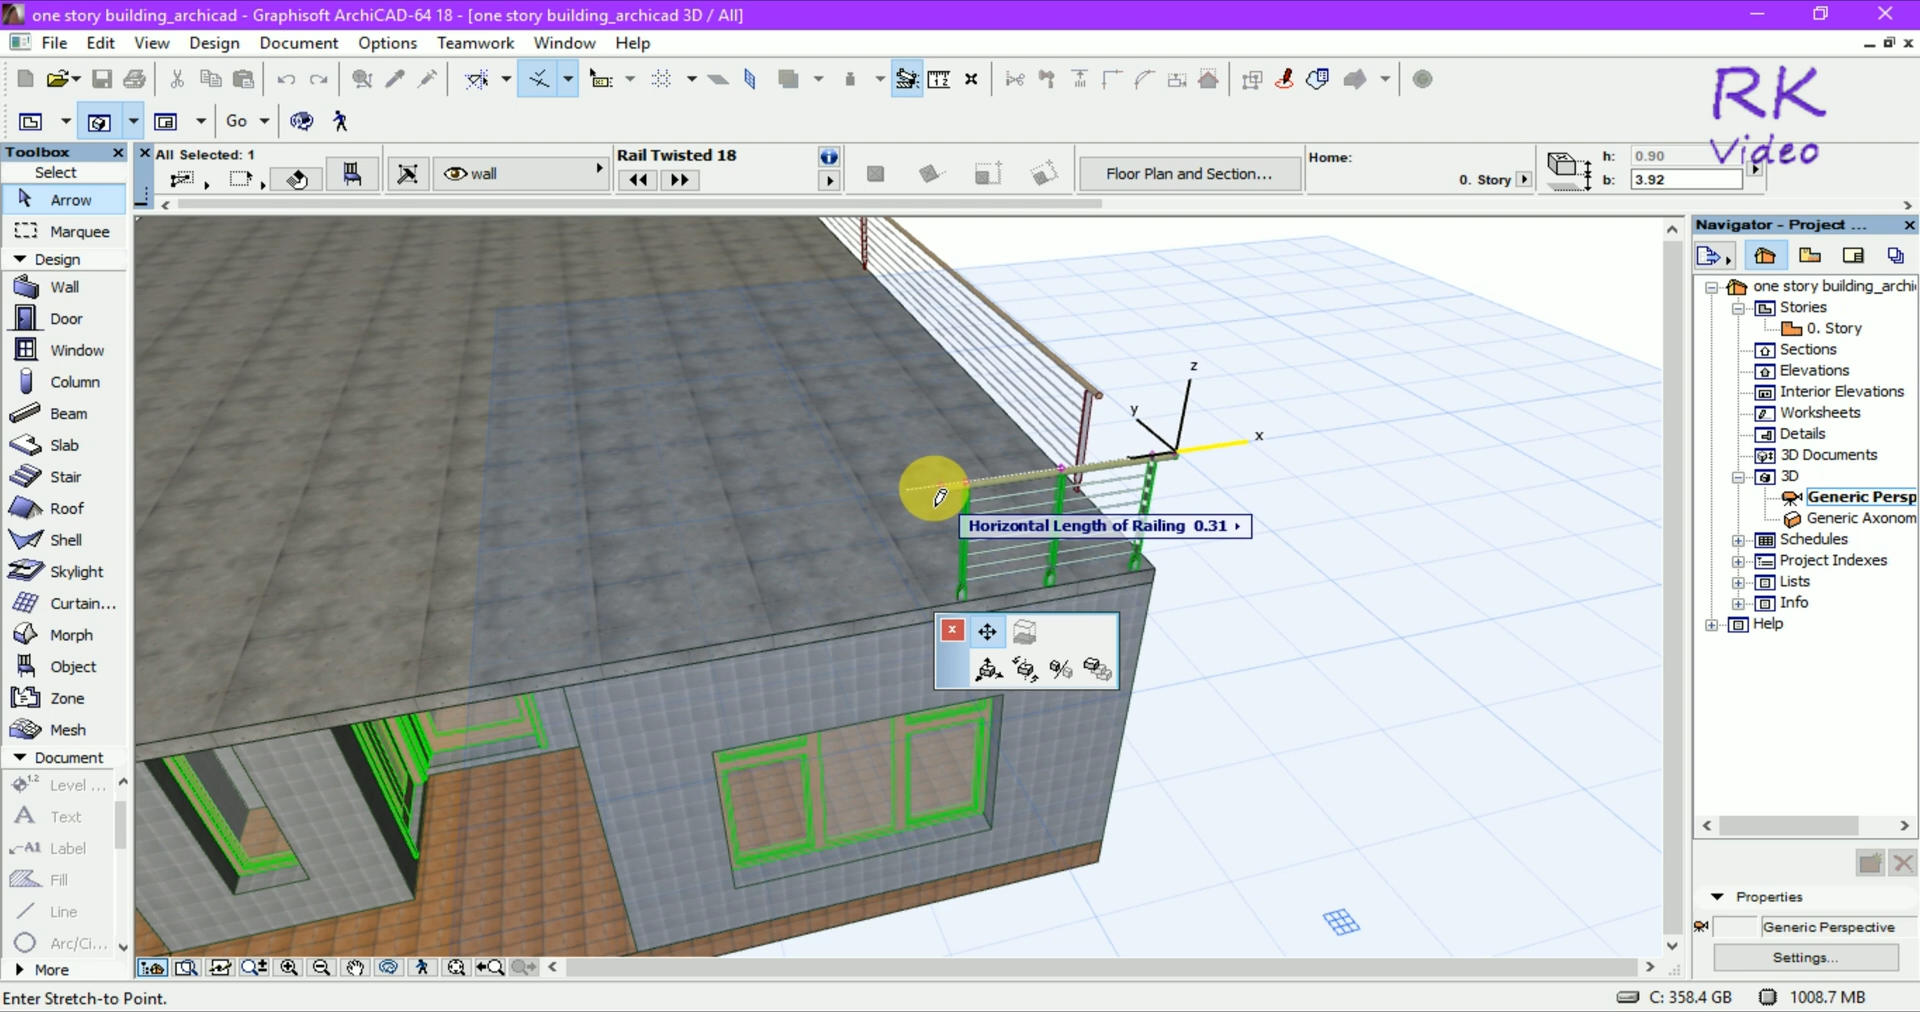 one story building_archicad - Graphisoft ArchiCAD-64 18 - [one story building_archicad 3D / All]
File Edit View Design Document Options Teamwork Window Help
RK
Video
Go
Toolbox
Select
Arrow
Marquee
Design
Wall
Door
Window
Column
Beam
Slab
Stair
Roof
Shell
Skylight
Curtain...
Morph
Object
Zone
Mesh
Document
Level ...
Text
Label
Fill
Line
Arc/Ci...
More
All Selected: 1
wall
Rail Twisted 18
Floor Plan and Section...
Home:
0. Story
h: 0.90
b: 3.92
z
y
x
Horizontal Length of Railing 0.31
Navigator - Project ...
one story building_archi
Stories
0. Story
Sections
Elevations
Interior Elevations
Worksheets
Details
3D Documents
3D
Generic Persp
Generic Axonom
Schedules
Project Indexes
Lists
Info
Help
Properties
Generic Perspective
Settings...
Enter Stretch-to Point.
C: 358.4 GB
1008.7 MB